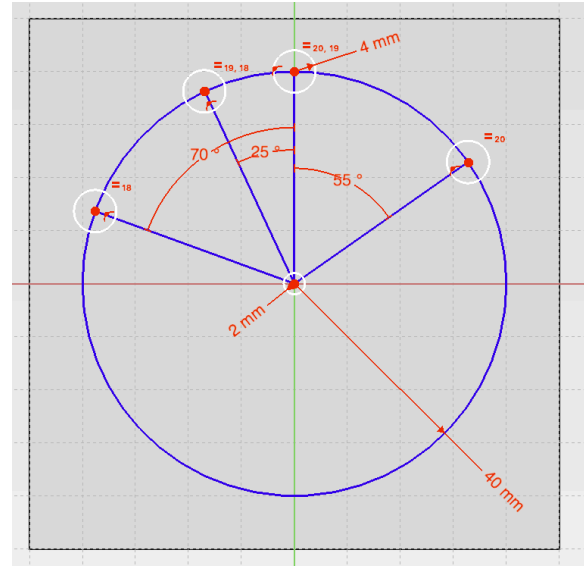 = 20, 19
4 mm
= 19, 18
= 20
70 °
25 °
55 °
= 18
2 mm
40 mm